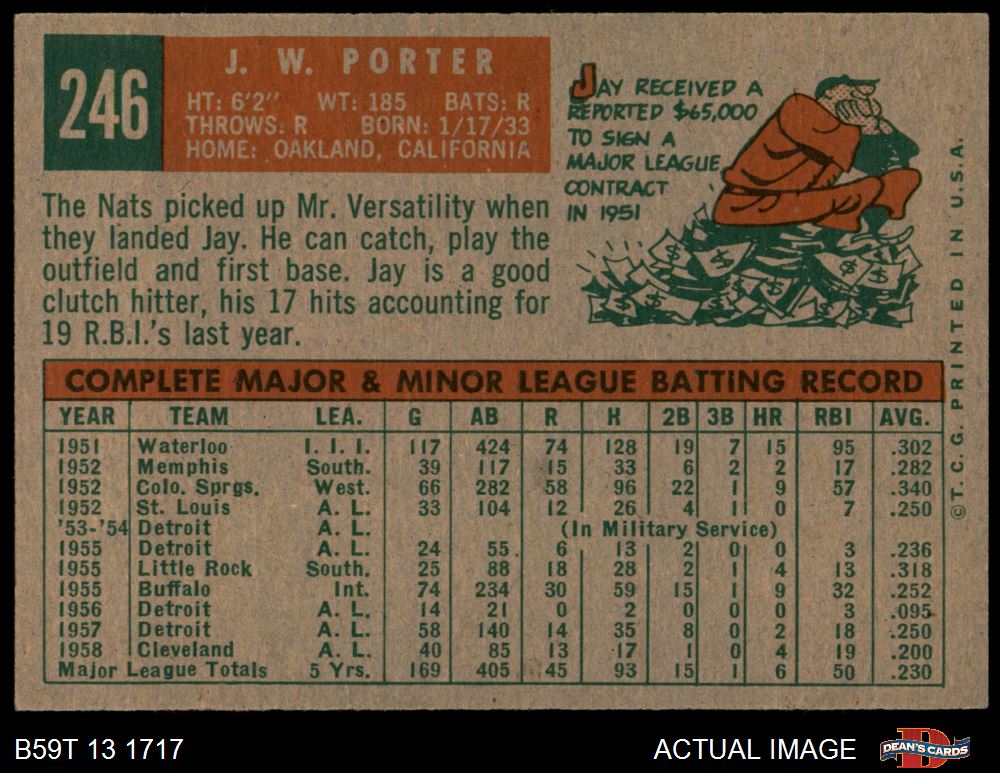 246
J. W. PORTER
HT: 6'2" WT: 185 BATS: R
THROWS: R BORN: 1/17/33
HOME: OAKLAND, CALIFORNIA
JAY RECEIVED A
REPORTED $65,000
TO SIGN A
MAJOR LEAGUE
CONTRACT
IN 1951
The Nats picked up Mr. Versatility when
they landed Jay. He can catch, play the
outfield and first base. Jay is a good
clutch hitter, his 17 hits accounting for
19 R.B.I.'s last year.
COMPLETE MAJOR & MINOR LEAGUE BATTING RECORD
YEAR TEAM LEA. G AB R H 2B 3B HR RBI AVG.
1951 Waterloo I. I. I. 117 424 74 128 19 7 15 95 .302
1952 Memphis South. 39 117 15 33 6 2 2 17 .282
1952 Colo. Sprgs. West. 66 282 58 96 22 1 9 57 .340
1952 St. Louis A. L. 33 104 12 26 4 1 0 7 .250
'53-'54 Detroit A. L. (In Military Service)
1955 Detroit A. L. 24 55 6 13 2 0 0 3 .236
1955 Little Rock South. 25 88 18 28 2 1 4 13 .318
1955 Buffalo Int. 74 234 30 59 15 1 9 32 .252
1956 Detroit A. L. 14 21 0 2 0 0 0 3 .095
1957 Detroit A. L. 58 140 14 35 8 0 2 18 .250
1958 Cleveland A. L. 40 85 13 17 1 0 4 19 .200
Major League Totals 5 Yrs. 169 405 45 93 15 1 6 50 .230
© T. C. G. PRINTED IN U.S.A.
B59T 13 1717
ACTUAL IMAGE
DEAN'S CARDS